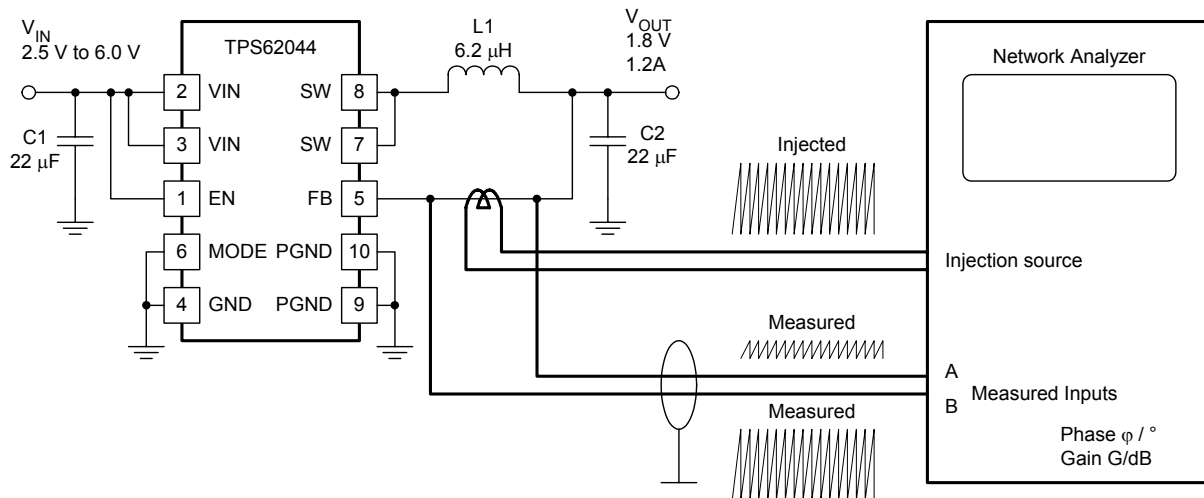 V_IN
2.5 V to 6.0 V
TPS62044
L1
6.2 μH
V_OUT
1.8 V
1.2A
Network Analyzer
2 VIN
SW 8
C1
22 μF
3 VIN
SW 7
C2
22 μF
Injected
1 EN
FB 5
6 MODE
PGND 10
Injection source
4 GND
PGND 9
Measured
A
B
Measured Inputs
Measured
Phase φ / °
Gain G/dB